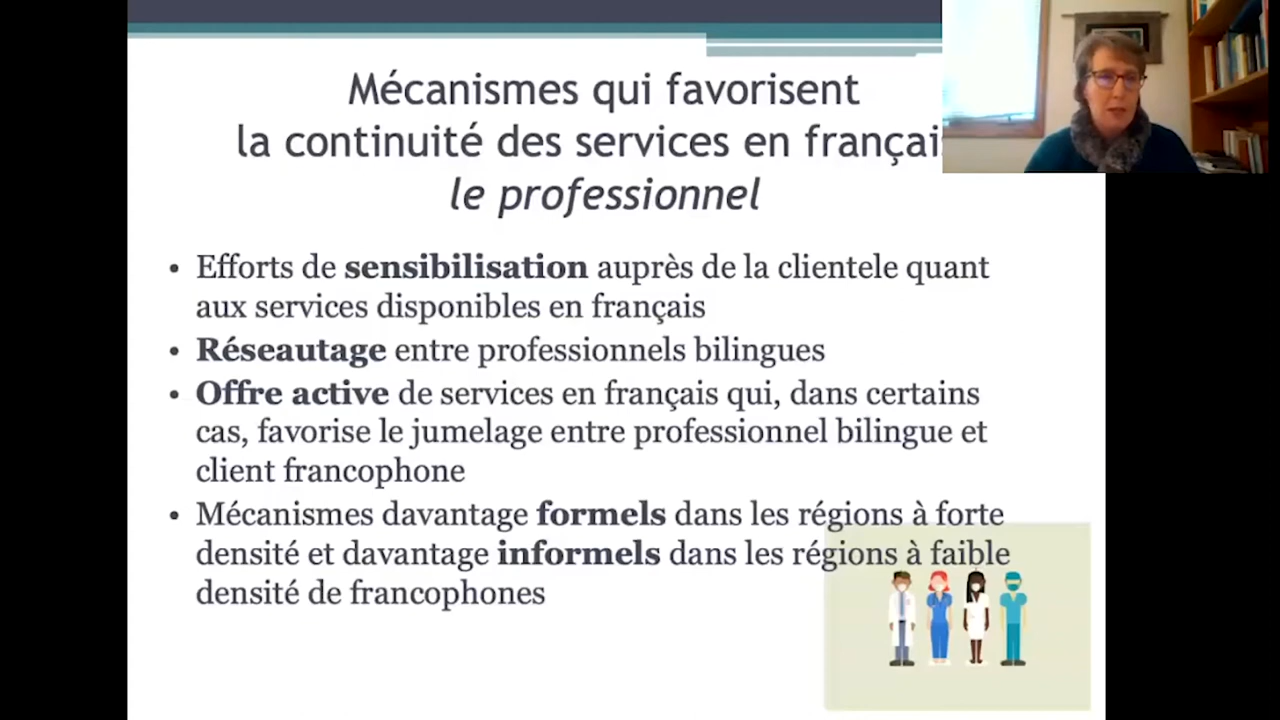 Mécanismes qui favorisent
la continuité des services en françai
le professionnel
• Efforts de sensibilisation auprès de la clientele quant
aux services disponibles en français
• Réseautage entre professionnels bilingues
• Offre active de services en français qui, dans certains
cas, favorise le jumelage entre professionnel bilingue et
client francophone
• Mécanismes davantage formels dans les régions à forte
densité et davantage informels dans les régions à faible
densité de francophones